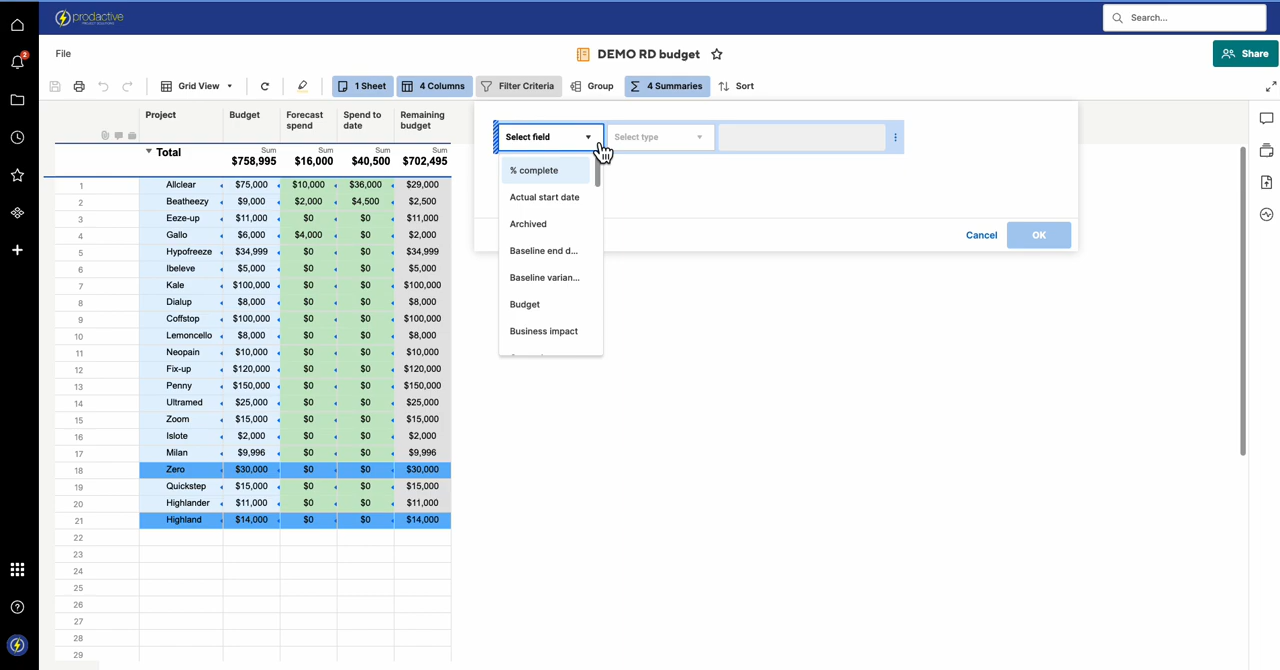 prodactive
PROJECT SOLUTIONS
Search...
2
File
DEMO RD budget
Share
Grid View
1 Sheet
4 Columns
Filter Criteria
Group
4 Summaries
Sort
Project
Budget
Forecast spend
Spend to date
Remaining budget
Total
Sum $758,995
Sum $16,000
Sum $40,500
Sum $702,495
1 Allclear $75,000 $10,000 $36,000 $29,000
2 Beatheezy $9,000 $2,000 $4,500 $2,500
3 Eeze-up $11,000 $0 $0 $11,000
4 Gallo $6,000 $4,000 $0 $2,000
5 Hypofreeze $34,999 $0 $0 $34,999
6 Ibeleve $5,000 $0 $0 $5,000
7 Kale $100,000 $0 $0 $100,000
8 Dialup $8,000 $0 $0 $8,000
9 Coffstop $100,000 $0 $0 $100,000
10 Lemoncello $8,000 $0 $0 $8,000
11 Neopain $10,000 $0 $0 $10,000
12 Fix-up $120,000 $0 $0 $120,000
13 Penny $150,000 $0 $0 $150,000
14 Ultramed $25,000 $0 $0 $25,000
15 Zoom $15,000 $0 $0 $15,000
16 Islote $2,000 $0 $0 $2,000
17 Milan $9,996 $0 $0 $9,996
18 Zero $30,000 $0 $0 $30,000
19 Quickstep $15,000 $0 $0 $15,000
20 Highlander $11,000 $0 $0 $11,000
21 Highland $14,000 $0 $0 $14,000
22
23
24
25
26
27
28
29
Select field
Select type
% complete
Actual start date
Archived
Baseline end d...
Baseline varian...
Budget
Business impact
Cancel
OK